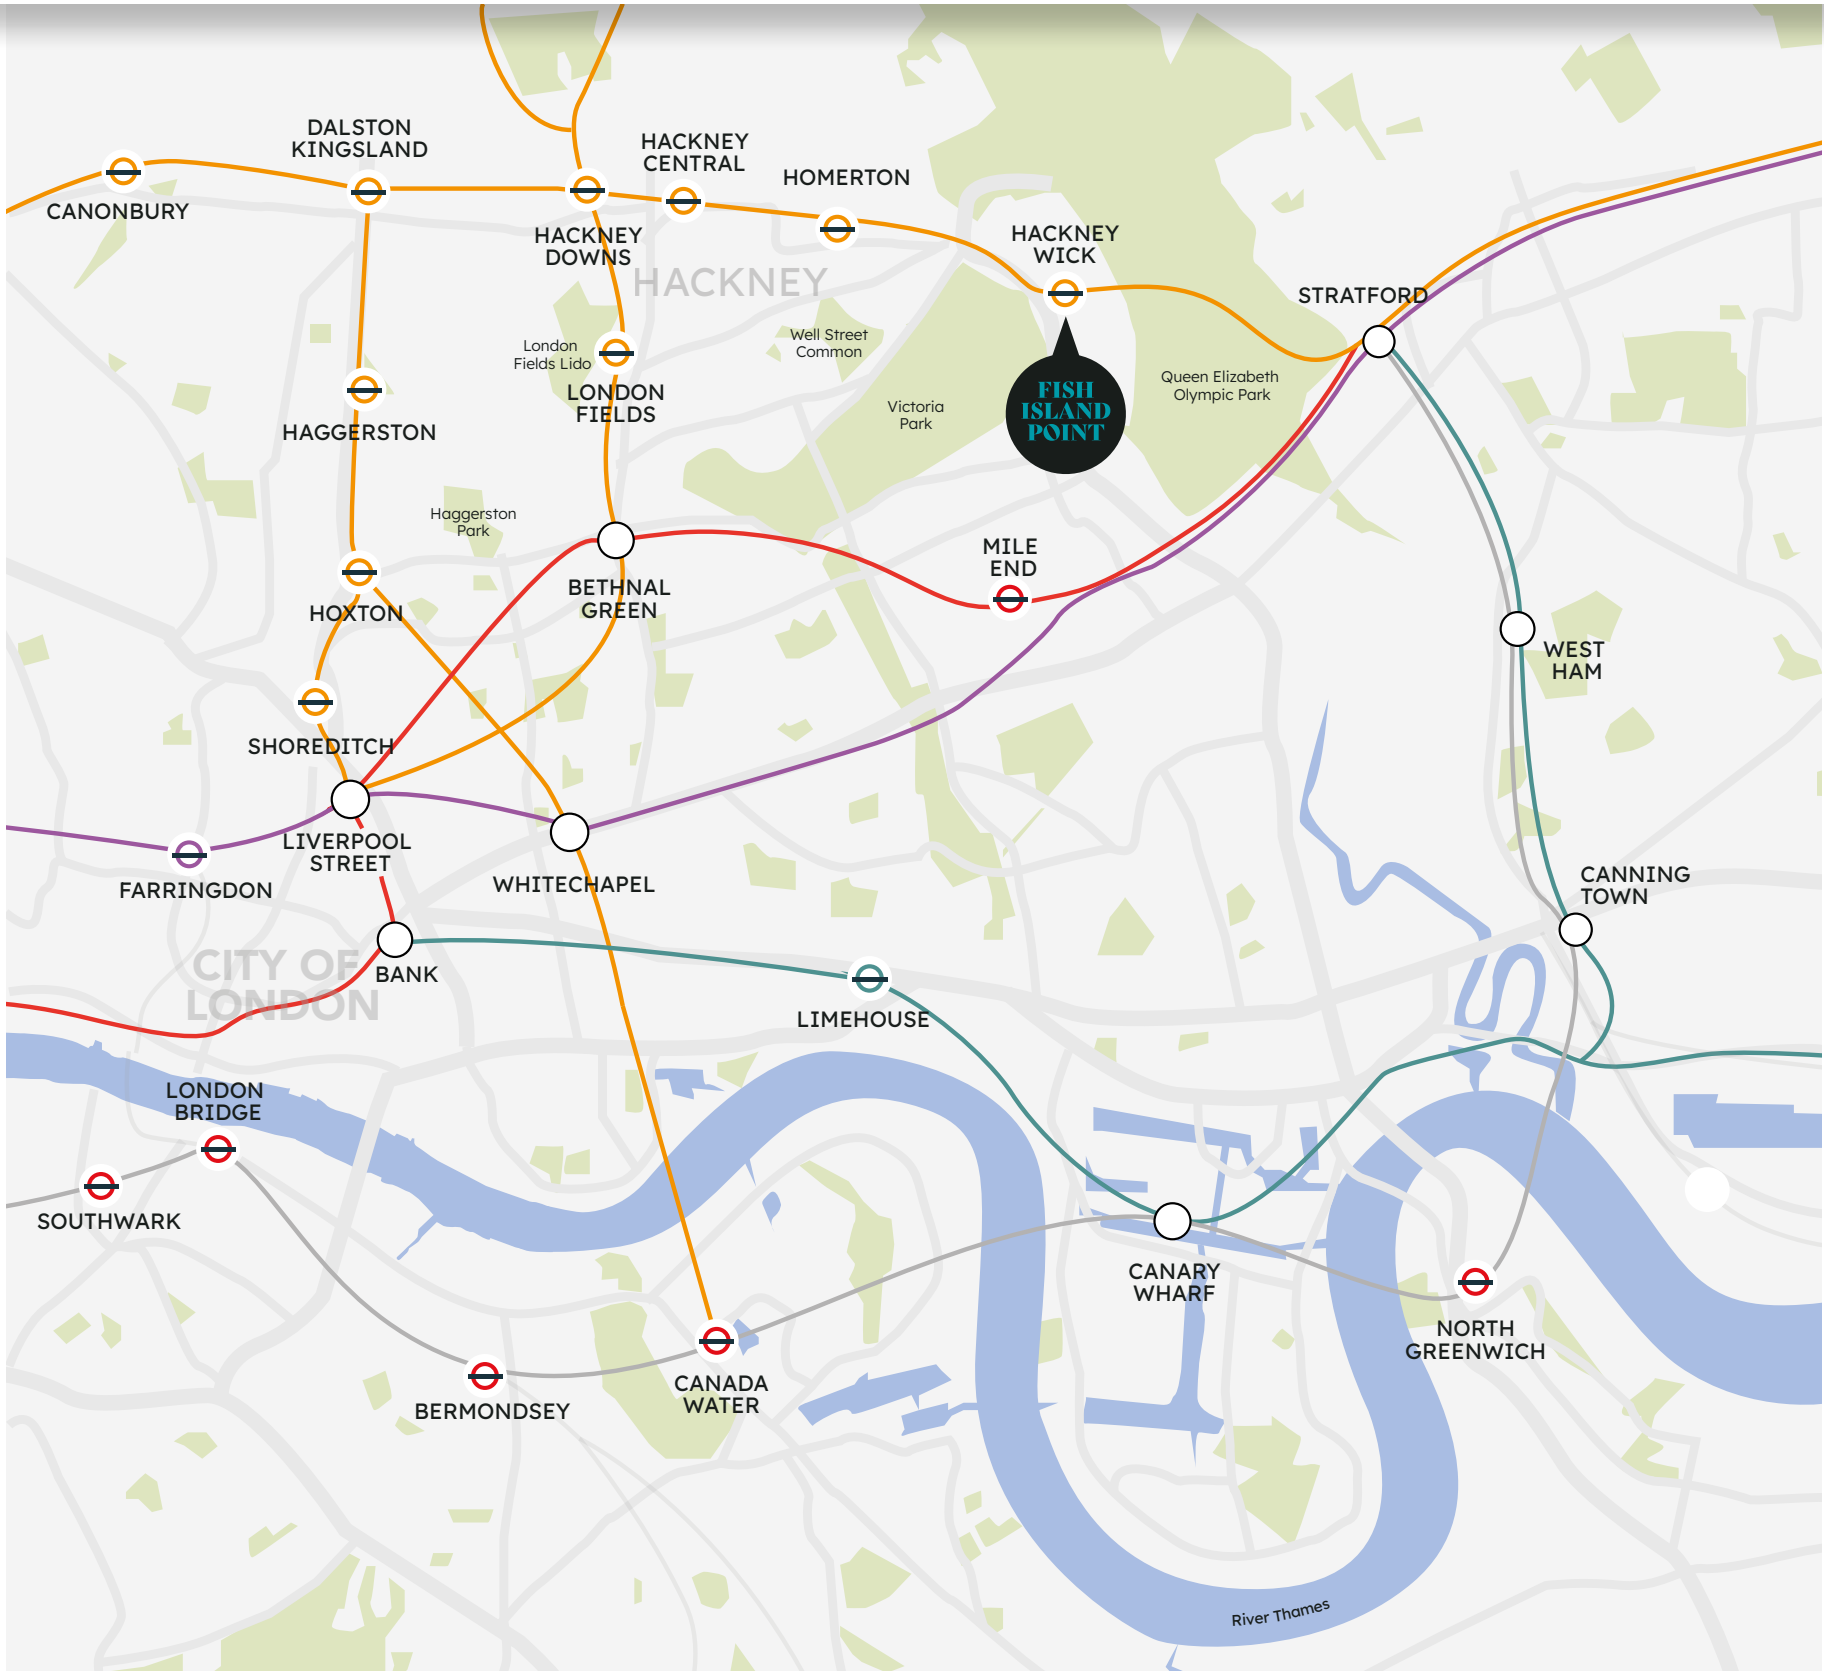 DALSTON
KINGSLAND
HACKNEY
CENTRAL
HOMERTON
CANONBURY
HACKNEY
DOWNS
HACKNEY
WICK
HACKNEY
STRATFORD
London
Fields Lido
Well Street
Common
LONDON
FIELDS
Victoria
Park
FISH
ISLAND
POINT
Queen Elizabeth
Olympic Park
HAGGERSTON
Haggerston
Park
MILE
END
BETHNAL
GREEN
HOXTON
WEST
HAM
SHOREDITCH
LIVERPOOL
STREET
FARRINGDON
WHITECHAPEL
CANNING
TOWN
CITY OF
LONDON
BANK
LIMEHOUSE
LONDON
BRIDGE
SOUTHWARK
CANARY
WHARF
NORTH
GREENWICH
CANADA
WATER
BERMONDSEY
River Thames